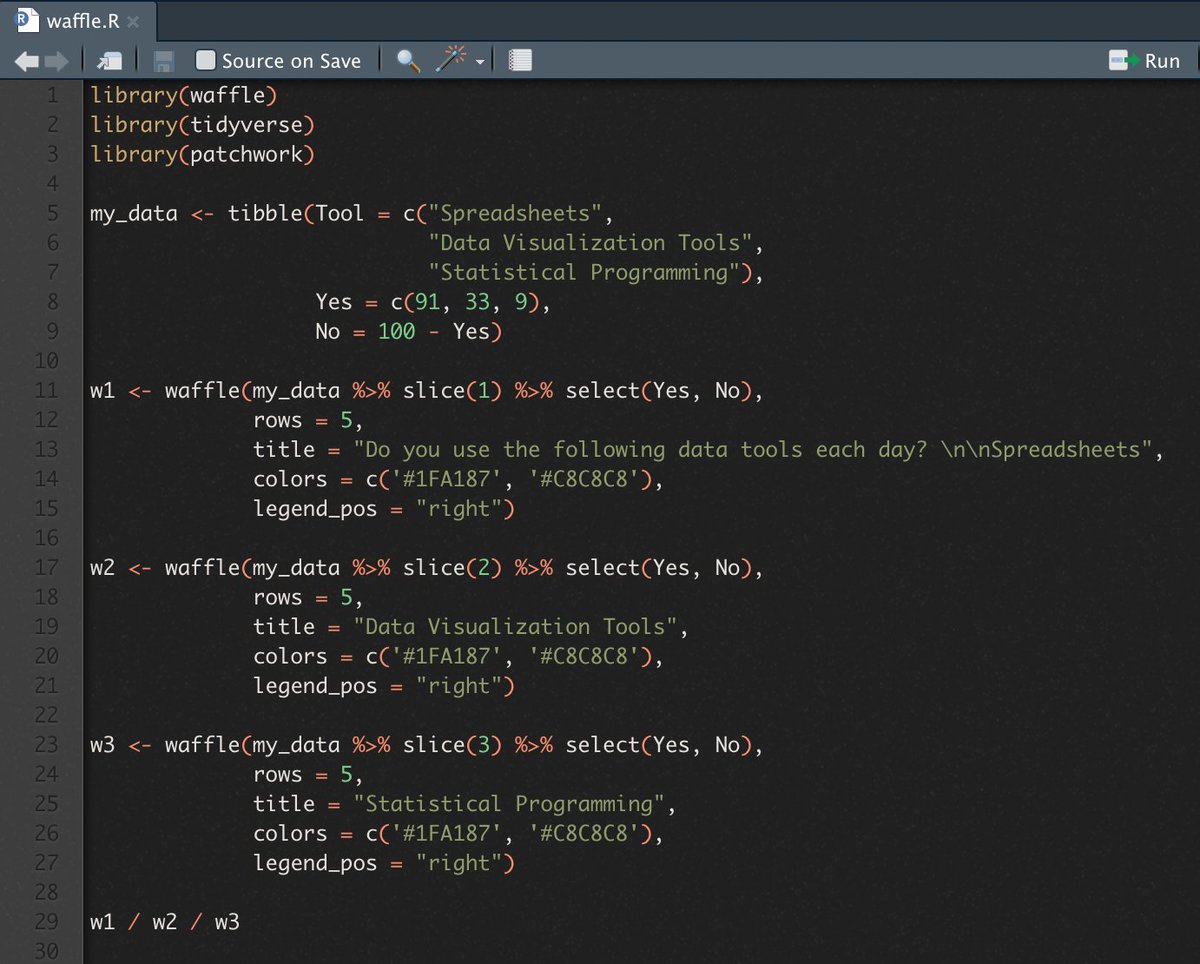 waffle.R
Source on Save Run
1 library(waffle)
2 library(tidyverse)
3 library(patchwork)
4
5 my_data <- tibble(Tool = c("Spreadsheets",
6                            "Data Visualization Tools",
7                            "Statistical Programming"),
8                   Yes = c(91, 33, 9),
9                   No = 100 - Yes)
10
11 w1 <- waffle(my_data %>% slice(1) %>% select(Yes, No),
12              rows = 5,
13              title = "Do you use the following data tools each day? \n\nSpreadsheets",
14              colors = c('#1FA187', '#C8C8C8'),
15              legend_pos = "right")
16
17 w2 <- waffle(my_data %>% slice(2) %>% select(Yes, No),
18              rows = 5,
19              title = "Data Visualization Tools",
20              colors = c('#1FA187', '#C8C8C8'),
21              legend_pos = "right")
22
23 w3 <- waffle(my_data %>% slice(3) %>% select(Yes, No),
24              rows = 5,
25              title = "Statistical Programming",
26              colors = c('#1FA187', '#C8C8C8'),
27              legend_pos = "right")
28
29 w1 / w2 / w3
30